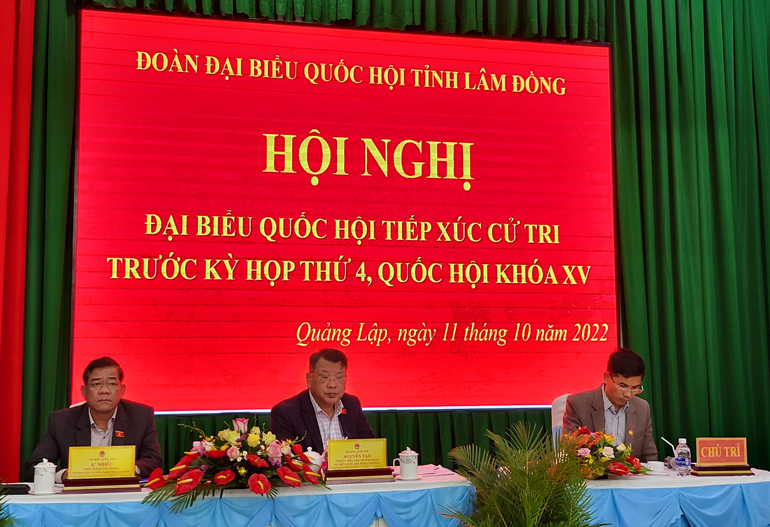 ĐOÀN ĐẠI BIỂU QUỐC HỘI TỈNH LÂM ĐỒNG
HỘI NGHỊ
ĐẠI BIỂU QUỐC HỘI TIẾP XÚC CỬ TRI
TRƯỚC KỲ HỌP THỨ 4, QUỐC HỘI KHÓA XV
Quảng Lập, ngày 11 tháng 10 năm 2022
K' NHIỄU
NGUYỄN TẠO
CHỦ TRÌ